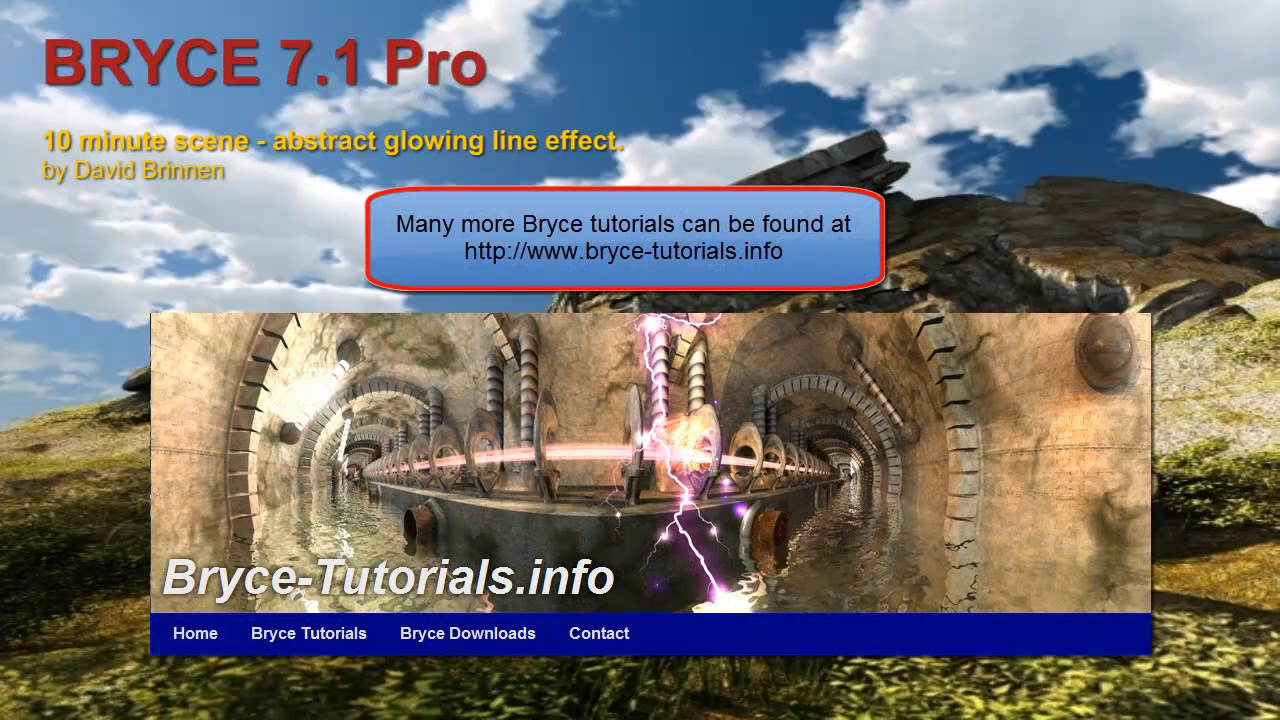 BRYCE 7.1 Pro
10 minute scene - abstract glowing line effect.
by David Brinnen
Many more Bryce tutorials can be found at
http://www.bryce-tutorials.info
Bryce-Tutorials.info
Home Bryce Tutorials Bryce Downloads Contact